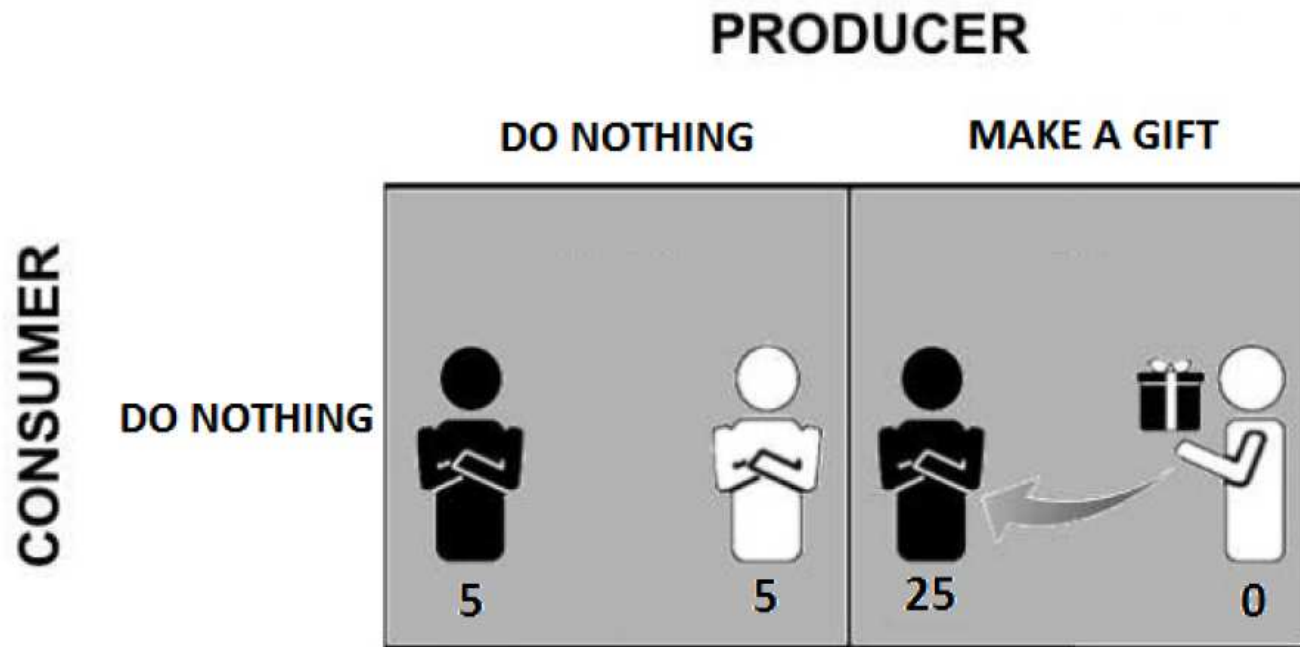 PRODUCER
DO NOTHING MAKE A GIFT
CONSUMER
DO NOTHING
5 5 25 0